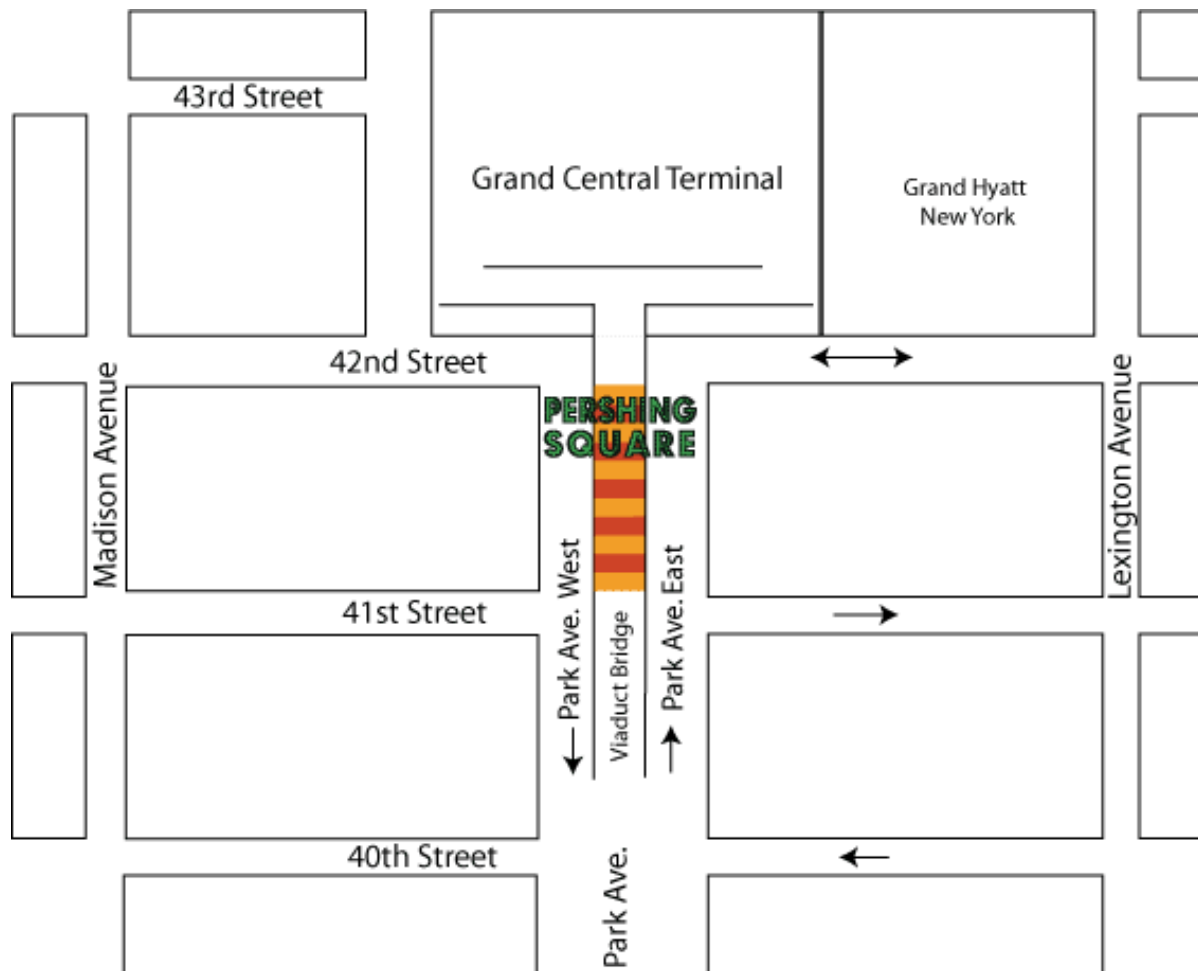 43rd Street
Grand Central Terminal
Grand Hyatt
New York
42nd Street
PERSHING
SQUARE
Madison Avenue
Lexington Avenue
41st Street
Park Ave. West
Viaduct Bridge
Park Ave. East
40th Street
Park Ave.